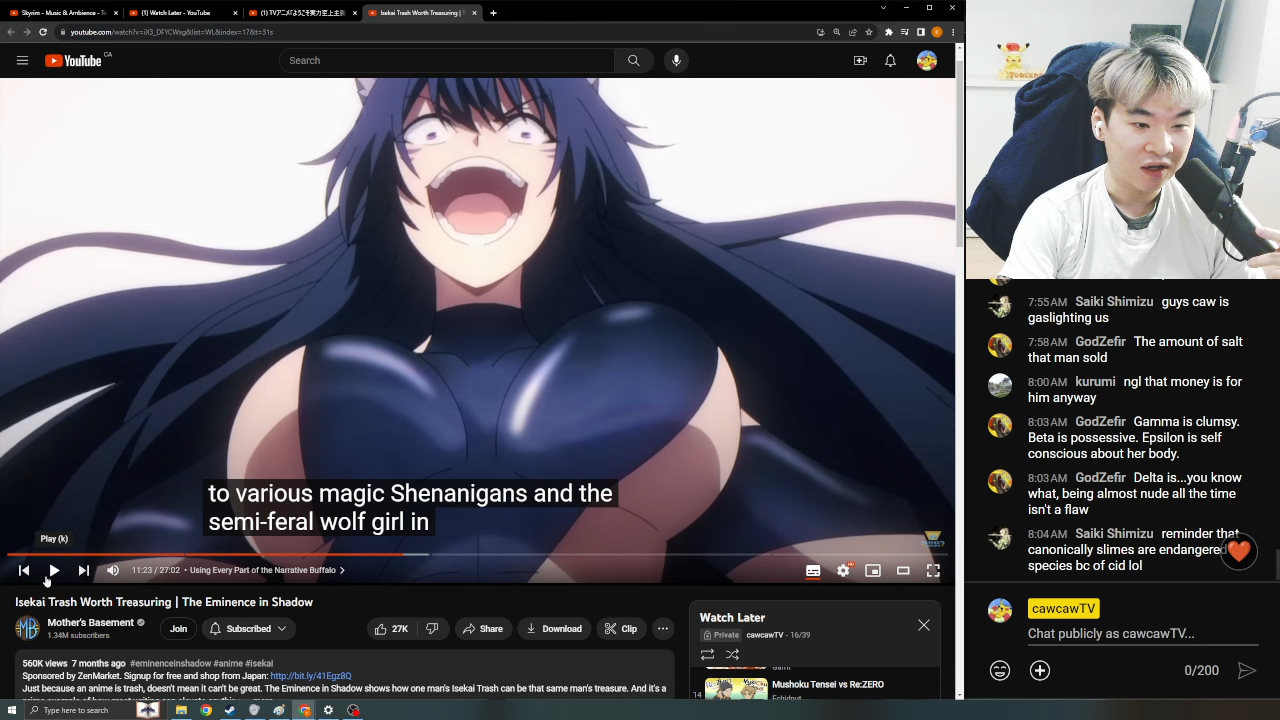 Skyrim - Music & Ambience - To
(1) Watch Later - YouTube
(1) TVアニメ『ようこそ実力至上主義
Isekai Trash Worth Treasuring | T
youtube.com/watch?v=iX3_DFYCWsg&list=WL&index=17&t=31s
YouTube CA
Search
to various magic Shenanigans and the
semi-feral wolf girl in
Play (k)
11:23 / 27:02 • Using Every Part of the Narrative Buffalo
HD
Isekai Trash Worth Treasuring | The Eminence in Shadow
Mother's Basement
1.34M subscribers
Join
Subscribed
27K
Share
Download
Clip
560K views 7 months ago #eminenceinshadow #anime #isekai
Sponsored by ZenMarket. Signup for free and shop from Japan: http://bit.ly/41Egz8Q
Just because an anime is trash, doesn't mean it can't be great. The Eminence in Shadow shows how one man's Isekai Trash can be that same man's treasure. And it's a
Watch Later
Private cawcawTV - 16/39
14
Mushoku Tensei vs Re:ZERO
7:55 AM Saiki Shimizu guys caw is
gaslighting us
7:58 AM GodZefir The amount of salt
that man sold
8:00 AM kurumi ngl that money is for
him anyway
8:03 AM GodZefir Gamma is clumsy.
Beta is possessive. Epsilon is self
conscious about her body.
8:03 AM GodZefir Delta is...you know
what, being almost nude all the time
isn't a flaw
8:04 AM Saiki Shimizu reminder that
canonically slimes are endangered
species bc of cid lol
cawcawTV
Chat publicly as cawcawTV...
0/200
Type here to search